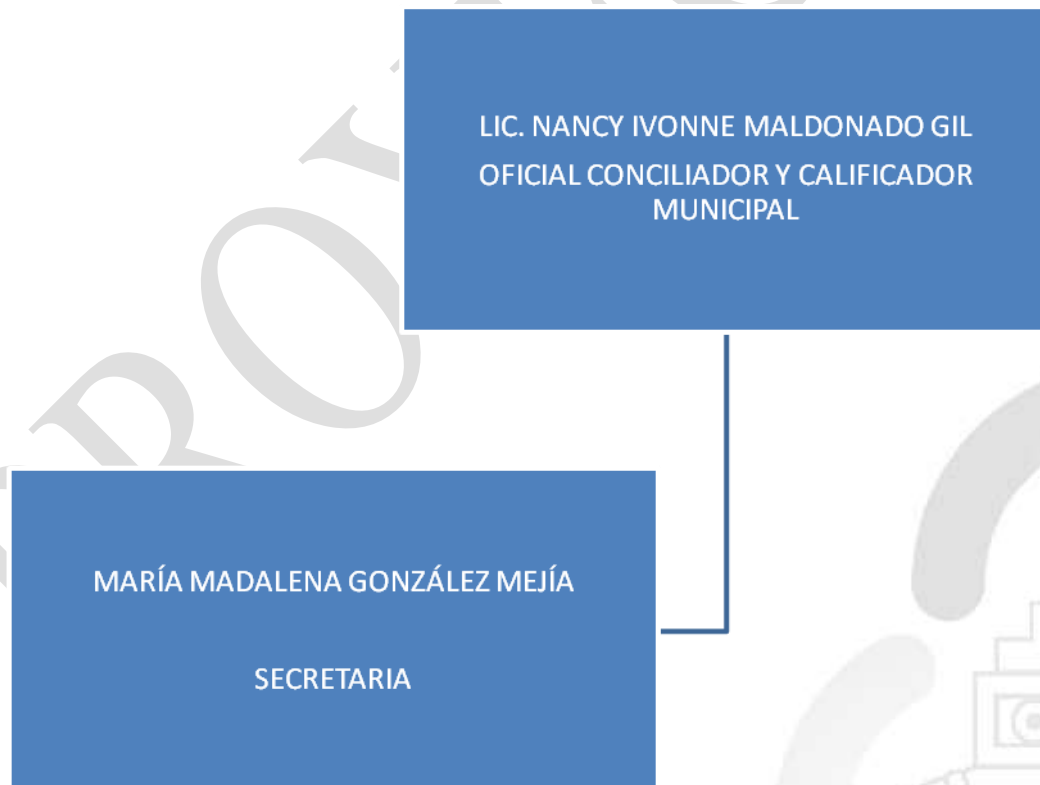 LIC. NANCY IVONNE MALDONADO GIL
OFICIAL CONCILIADOR Y CALIFICADOR
MUNICIPAL
MARÍA MADALENA GONZÁLEZ MEJÍA
SECRETARIA